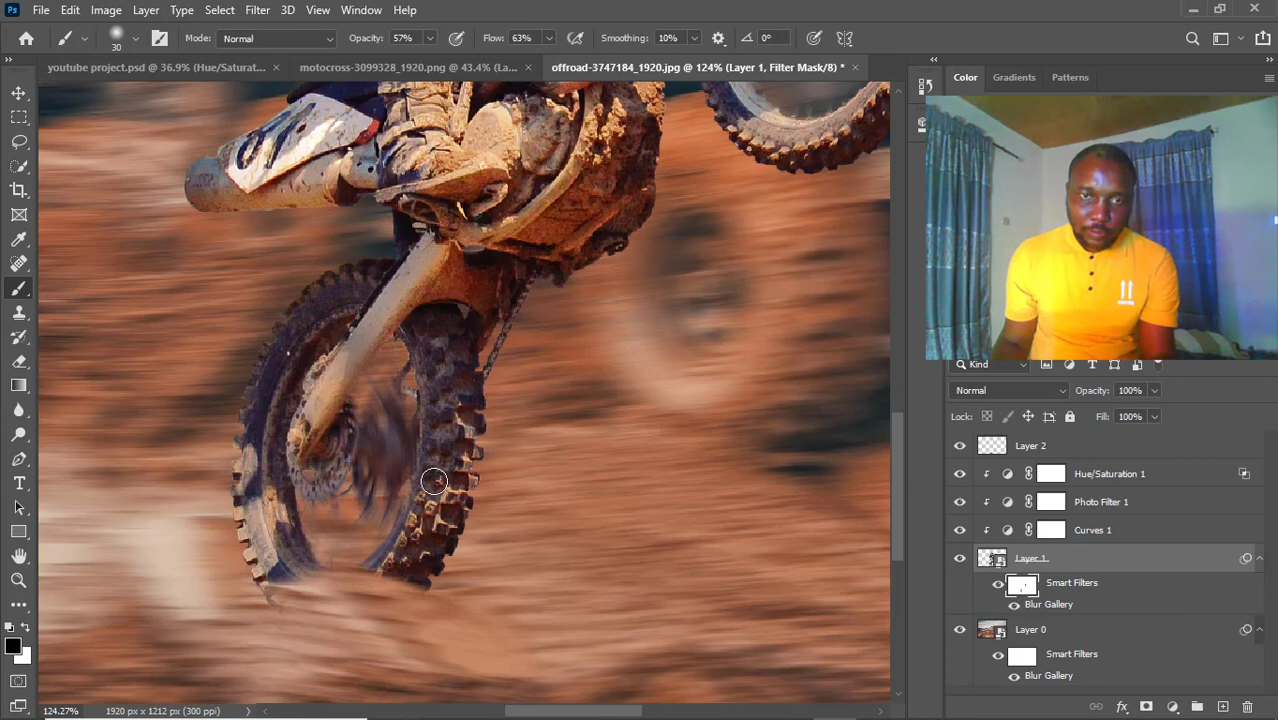 Ps File Edit Image Layer Type Select Filter 3D View Window Help
30 Mode: Normal Opacity: 57% Flow: 63% Smoothing: 10% 0°
youtube project.psd @ 36.9% (Hue/Saturat... × motocross-3099328_1920.png @ 43.4% (La... × offroad-3747184_1920.jpg @ 124% (Layer 1, Filter Mask/8) * ×
Color Gradients Patterns
Kind
Normal Opacity: 100%
Lock: Fill: 100%
Layer 2
Hue/Saturation 1
Photo Filter 1
Curves 1
Layer 1
Smart Filters
Blur Gallery
Layer 0
Smart Filters
Blur Gallery
124.27% 1920 px x 1212 px (300 ppi)